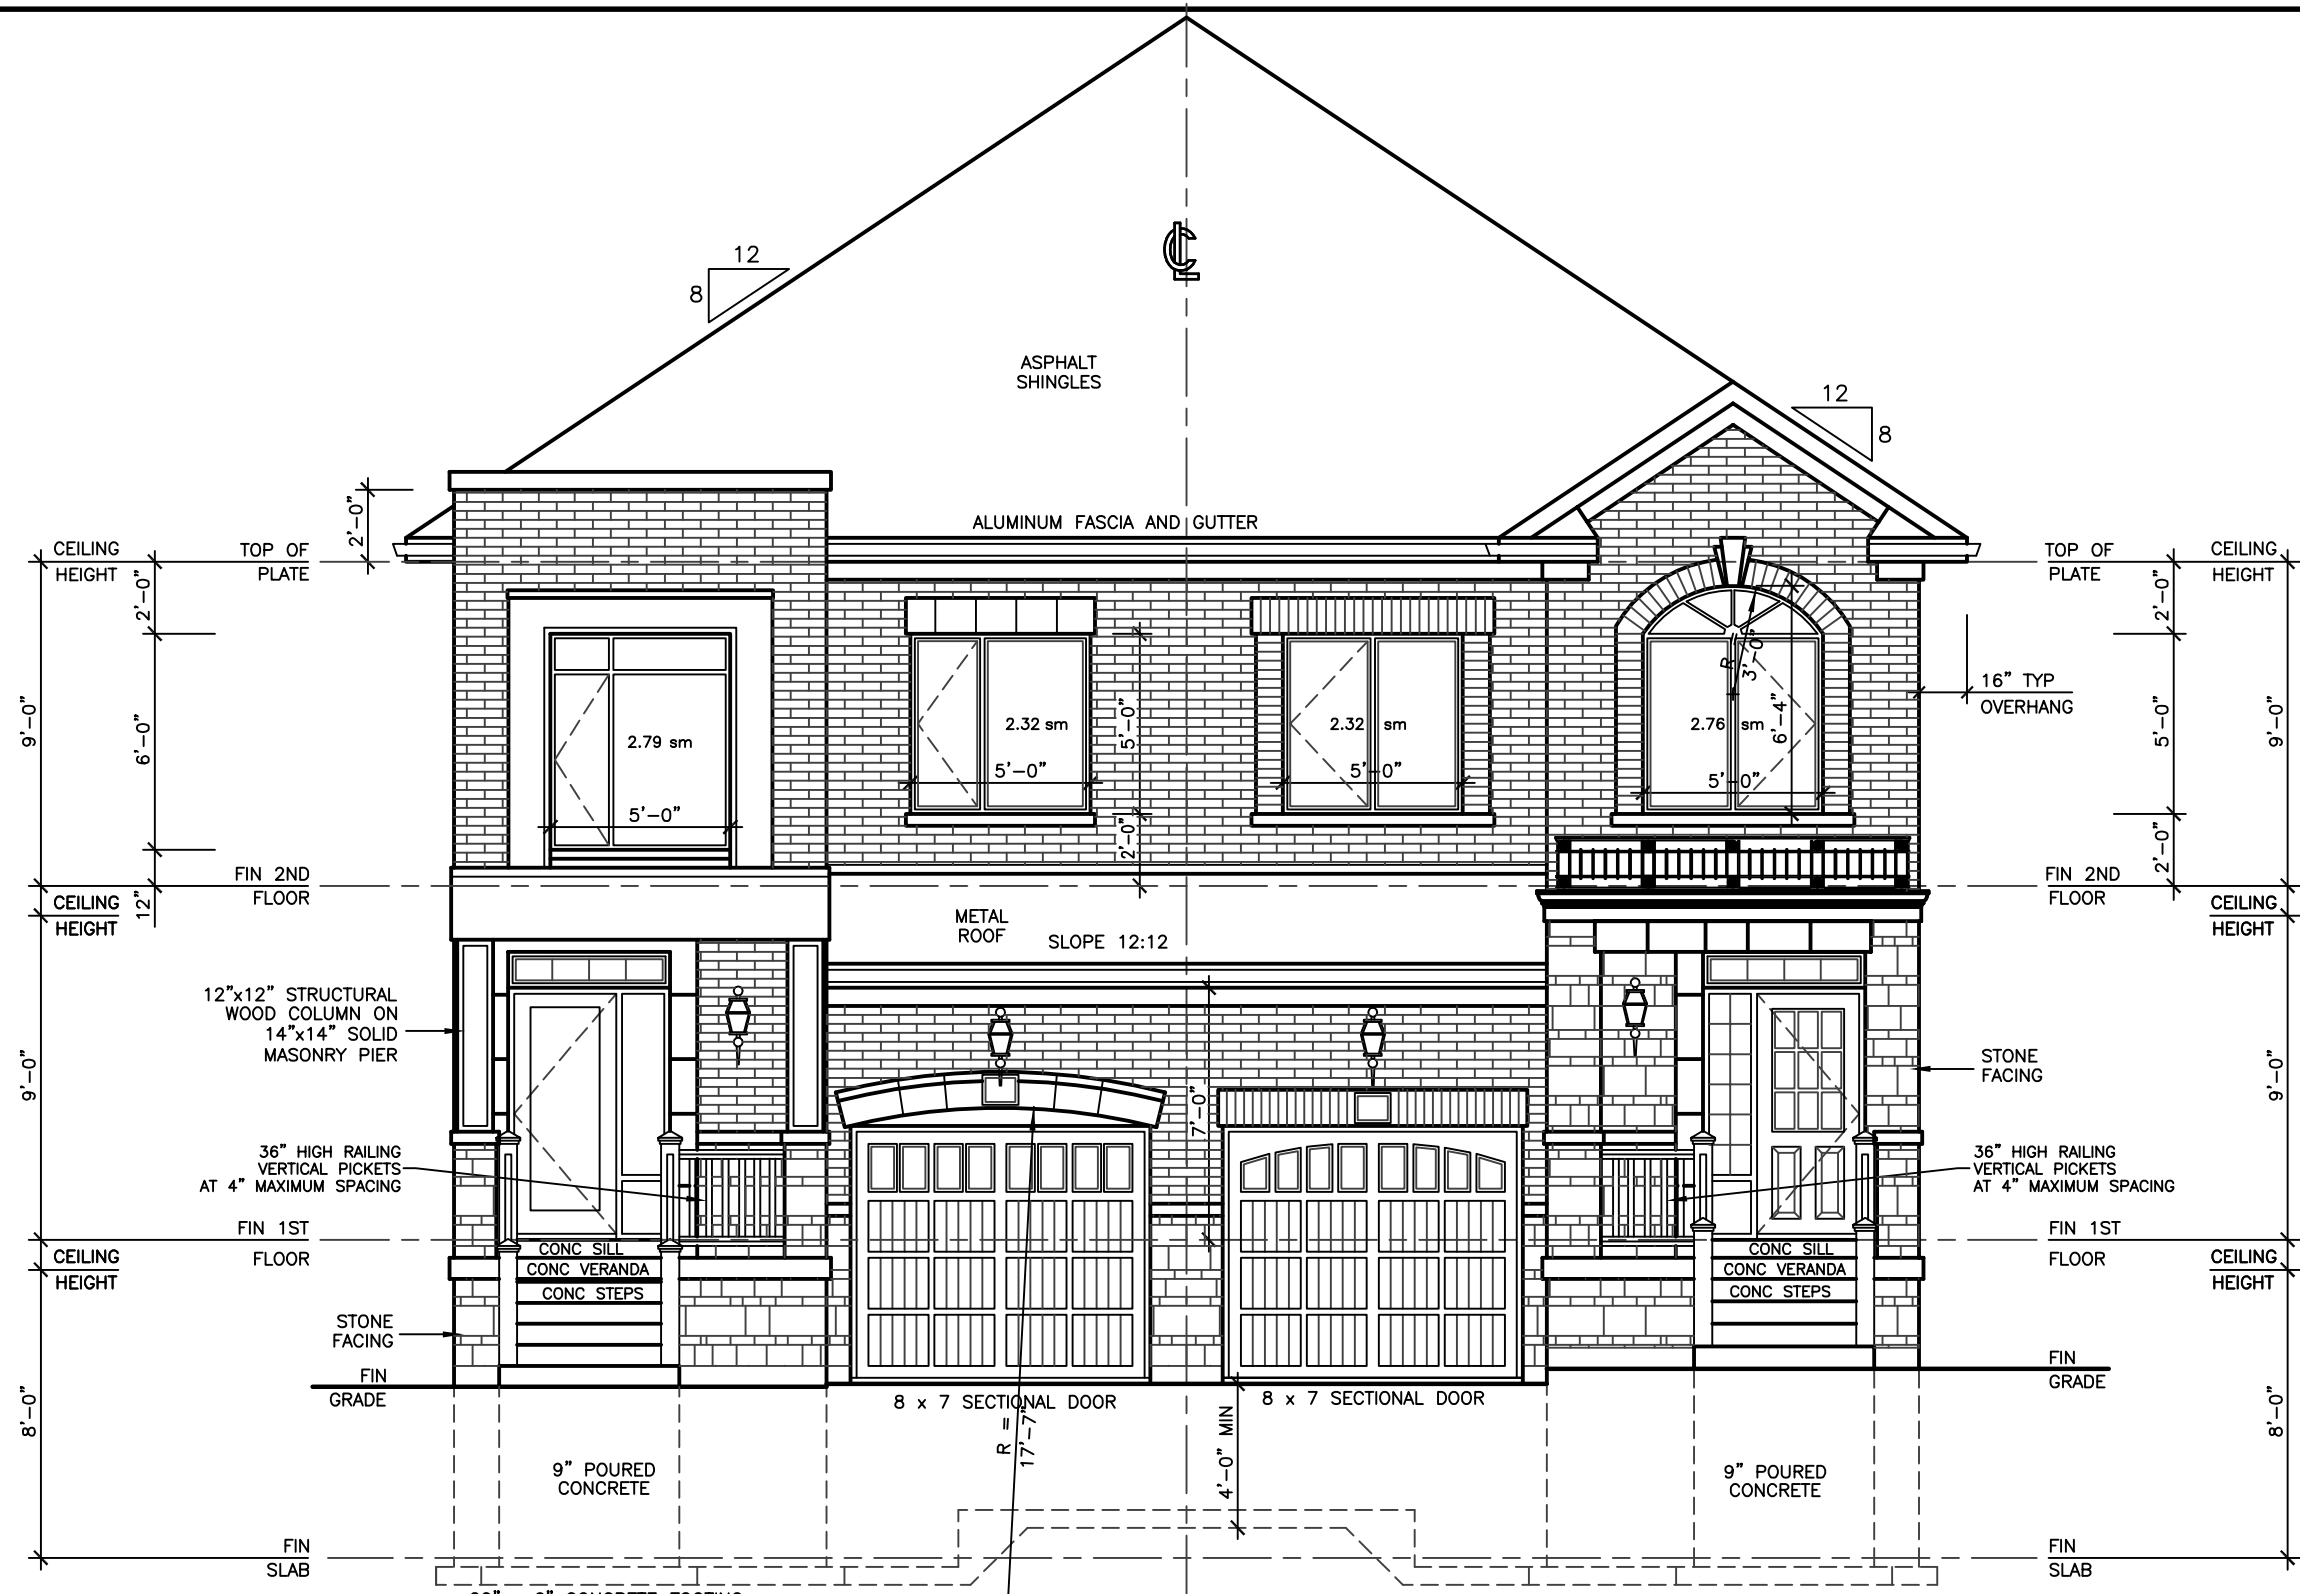 12
8
℄
ASPHALT
SHINGLES
12
8
2'-0"
ALUMINUM FASCIA AND GUTTER
CEILING
HEIGHT
TOP OF
PLATE
TOP OF
PLATE
CEILING
HEIGHT
2'-0"
2'-0"
9'-0"
6'-0"
2.79 sm
5'-0"
2.32 sm
5'-0"
5'-0"
2'-0"
2.32 sm
5'-0"
R
3'-0"
2.76 sm
6'-4"
5'-0"
16" TYP
OVERHANG
5'-0"
9'-0"
2'-0"
FIN 2ND
FLOOR
12"
CEILING
HEIGHT
FIN 2ND
FLOOR
CEILING
HEIGHT
METAL
ROOF
SLOPE 12:12
12"x12" STRUCTURAL
WOOD COLUMN ON
14"x14" SOLID
MASONRY PIER
9'-0"
7'-0"
STONE
FACING
9'-0"
36" HIGH RAILING
VERTICAL PICKETS
AT 4" MAXIMUM SPACING
36" HIGH RAILING
VERTICAL PICKETS
AT 4" MAXIMUM SPACING
FIN 1ST
FLOOR
CEILING
HEIGHT
CONC SILL
CONC VERANDA
CONC STEPS
CONC SILL
CONC VERANDA
CONC STEPS
FIN 1ST
FLOOR
CEILING
HEIGHT
STONE
FACING
FIN
GRADE
FIN
GRADE
8'-0"
8 x 7 SECTIONAL DOOR
8 x 7 SECTIONAL DOOR
R =
17'-7"
4'-0" MIN
8'-0"
9" POURED
CONCRETE
9" POURED
CONCRETE
FIN
SLAB
FIN
SLAB